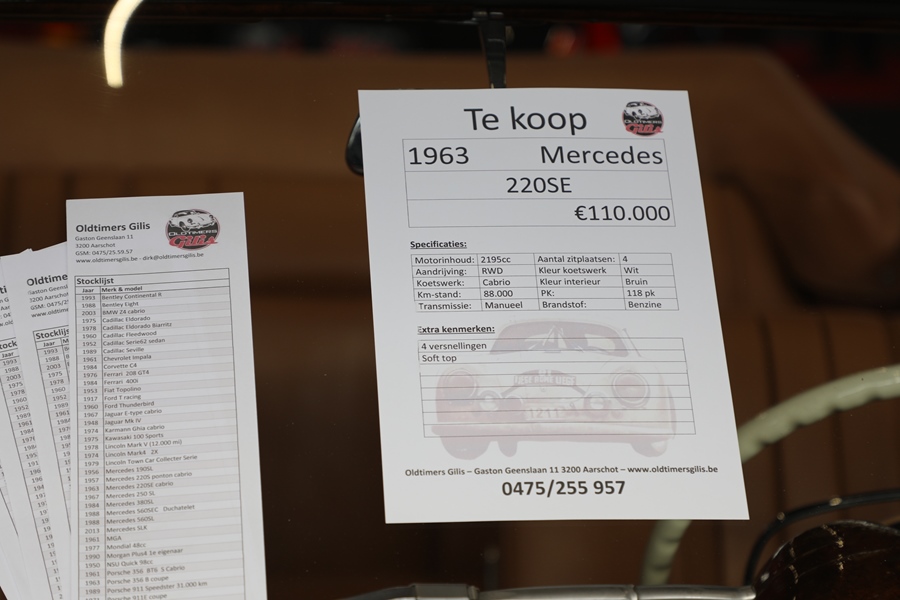 Te koop
OLDTIMERS
Gilis
1963 Mercedes
220SE
€110.000
Specificaties:
Motorinhoud: 2195cc Aantal zitplaatsen: 4
Aandrijving: RWD Kleur koetswerk Wit
Koetswerk: Cabrio Kleur interieur Bruin
Km-stand: 88.000 PK: 118 pk
Transmissie: Manueel Brandstof: Benzine
Extra kenmerken:
4 versnellingen
Soft top
Oldtimers Gilis – Gaston Geenslaan 11 3200 Aarschot – www.oldtimersgilis.be
0475/255 957
Oldtimers Gilis
Gaston Geenslaan 11
3200 Aarschot
GSM: 0475/25.59.57
www.oldtimersgilis.be - dirk@oldtimersgilis.be
OLDTIMERS
Gilis
Stocklijst
Jaar Merk & model
1993 Bentley Continental R
1988 Bentley Eight
2003 BMW Z4 cabrio
1975 Cadillac Eldorado
1978 Cadillac Eldorado Biarritz
1960 Cadillac Fleedwood
1952 Cadillac Serie62 sedan
1989 Cadillac Seville
1961 Chevrolet Impala
1984 Corvette C4
1976 Ferrari 208 GT4
1984 Ferrari 400i
1953 Fiat Topolino
1917 Ford T racing
1960 Ford Thunderbird
1967 Jaguar E-type cabrio
1948 Jaguar Mk IV
1974 Karmann Ghia cabrio
1975 Kawasaki 100 Sports
1978 Lincoln Mark V (12.000 mi)
1974 Lincoln Mark4 ZR
1979 Lincoln Town Car Collecter Serie
1956 Mercedes 190SL
1957 Mercedes 220S ponton cabrio
1963 Mercedes 220SE cabrio
1967 Mercedes 250 SL
1984 Mercedes 380SL
1988 Mercedes 560SEC Duchatelet
1988 Mercedes 560SL
2013 Mercedes SLK
1961 MGA
1977 Mondial 48cc
1990 Morgan Plus4 1e eigenaar
1950 NSU Quick 98cc
1961 Porsche 356 BT6 S Cabrio
1963 Porsche 356 B coupe
1989 Porsche 911 Speedster 31.000 km
Porsche 911E coupe